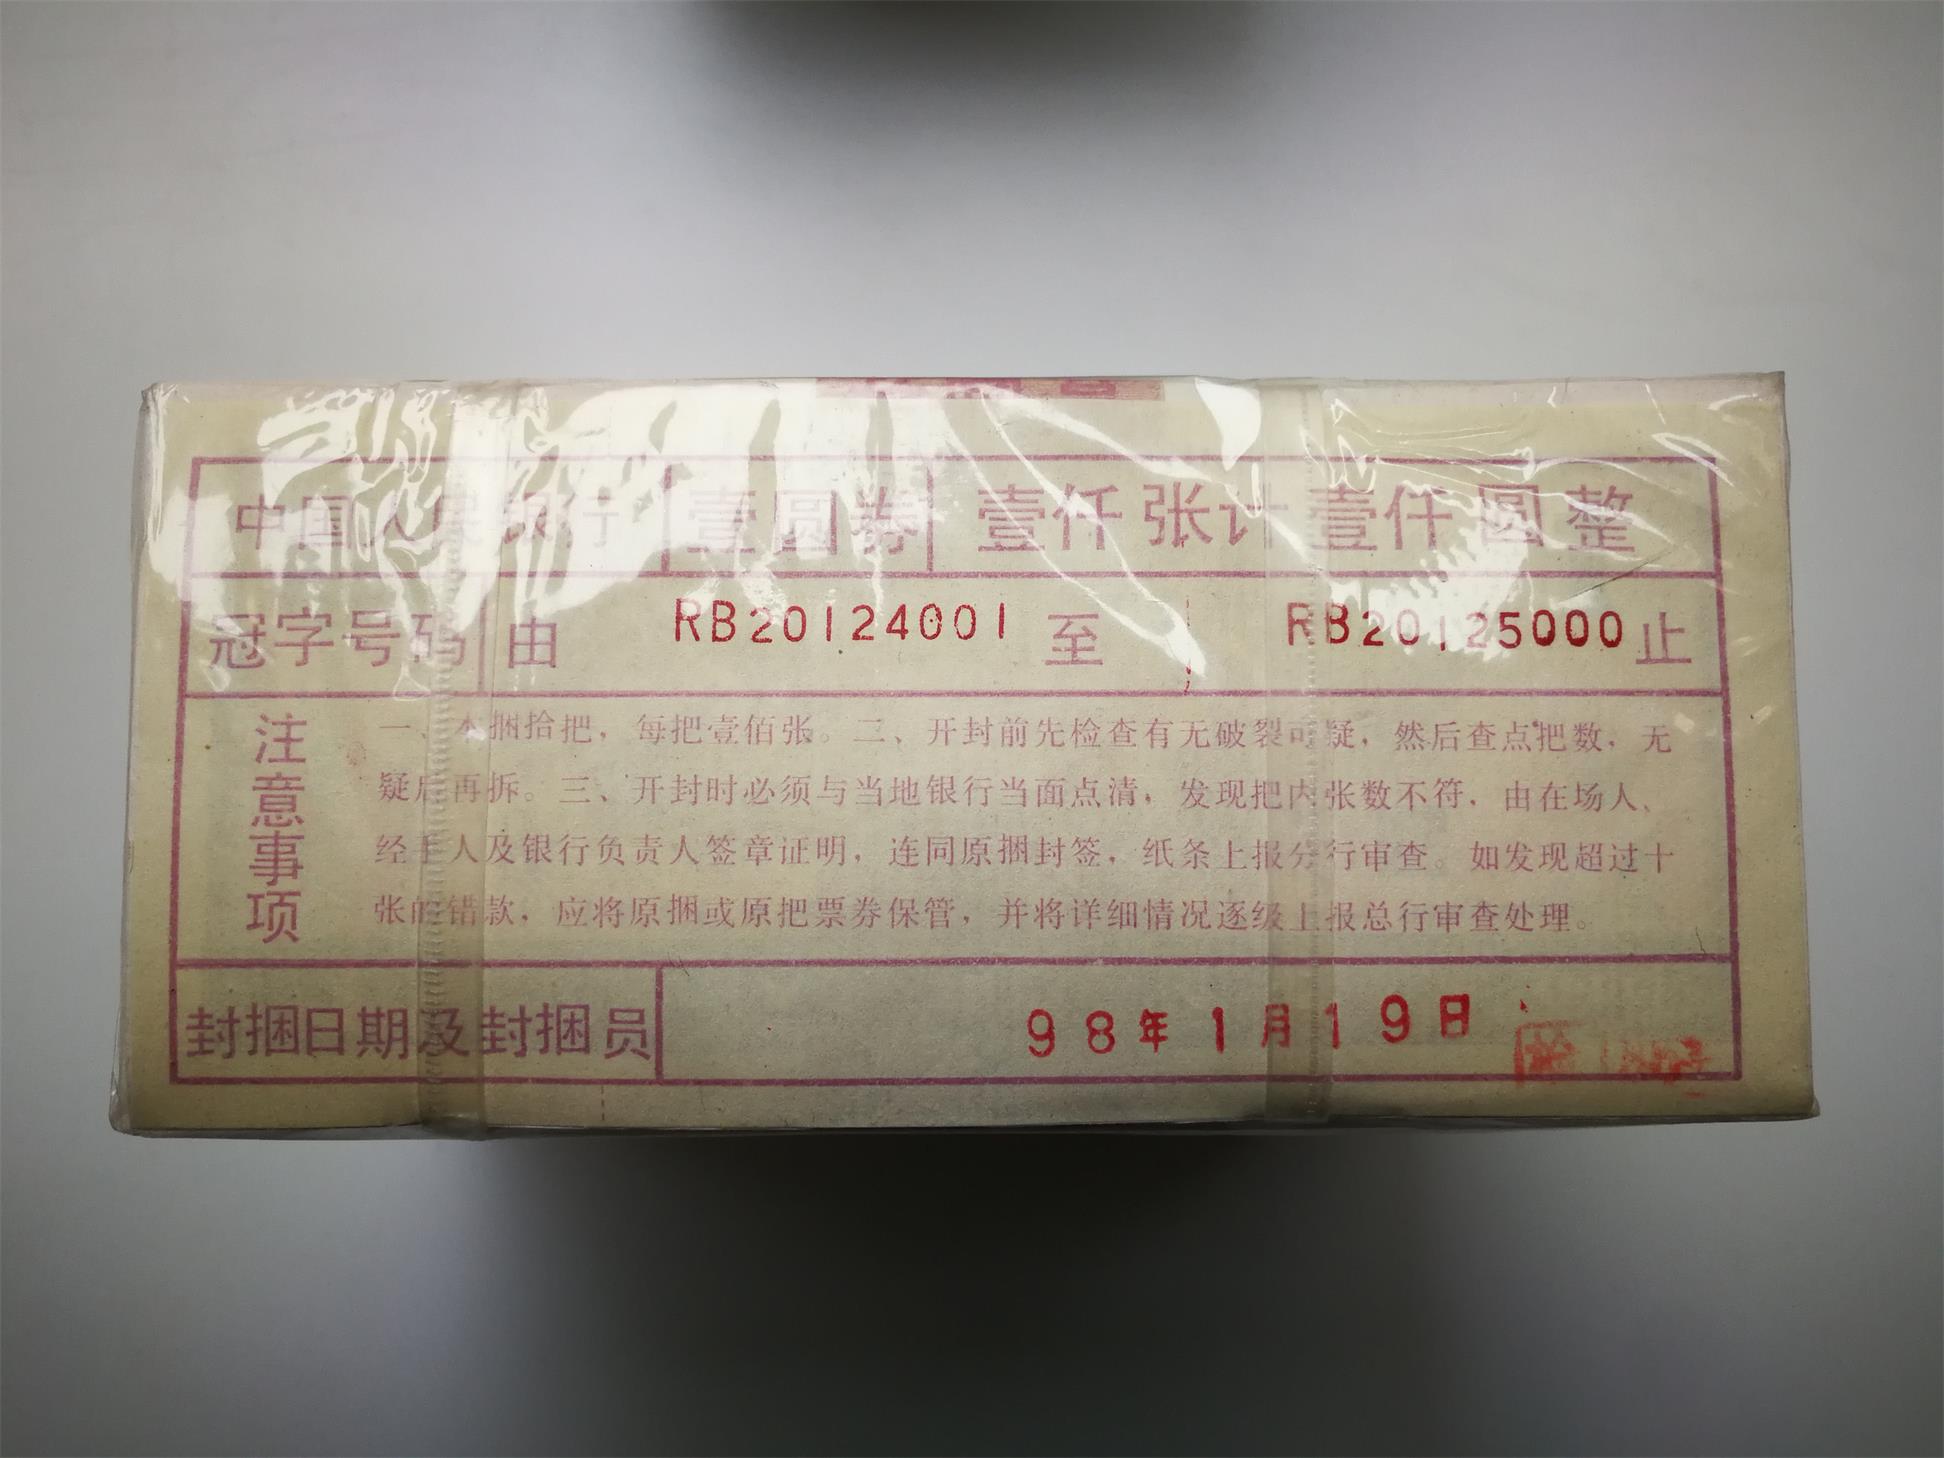 中国人民银行 壹圆券 壹仟张计壹仟圆整
冠字号码 由 RB20124001 至 RB20125000 止
注意事项
一、本捆拾把，每把壹佰张。二、开封前先检查有无破裂可疑，然后查点把数，无
疑后再拆。三、开封时必须与当地银行当面点清，发现把内张数不符，由在场人、
经手人及银行负责人签章证明，连同原捆封签，纸条上报分行审查。如发现超过十
张的错款，应将原捆或原把票券保管，并将详细情况逐级上报总行审查处理。
封捆日期及封捆员 98年1月19日